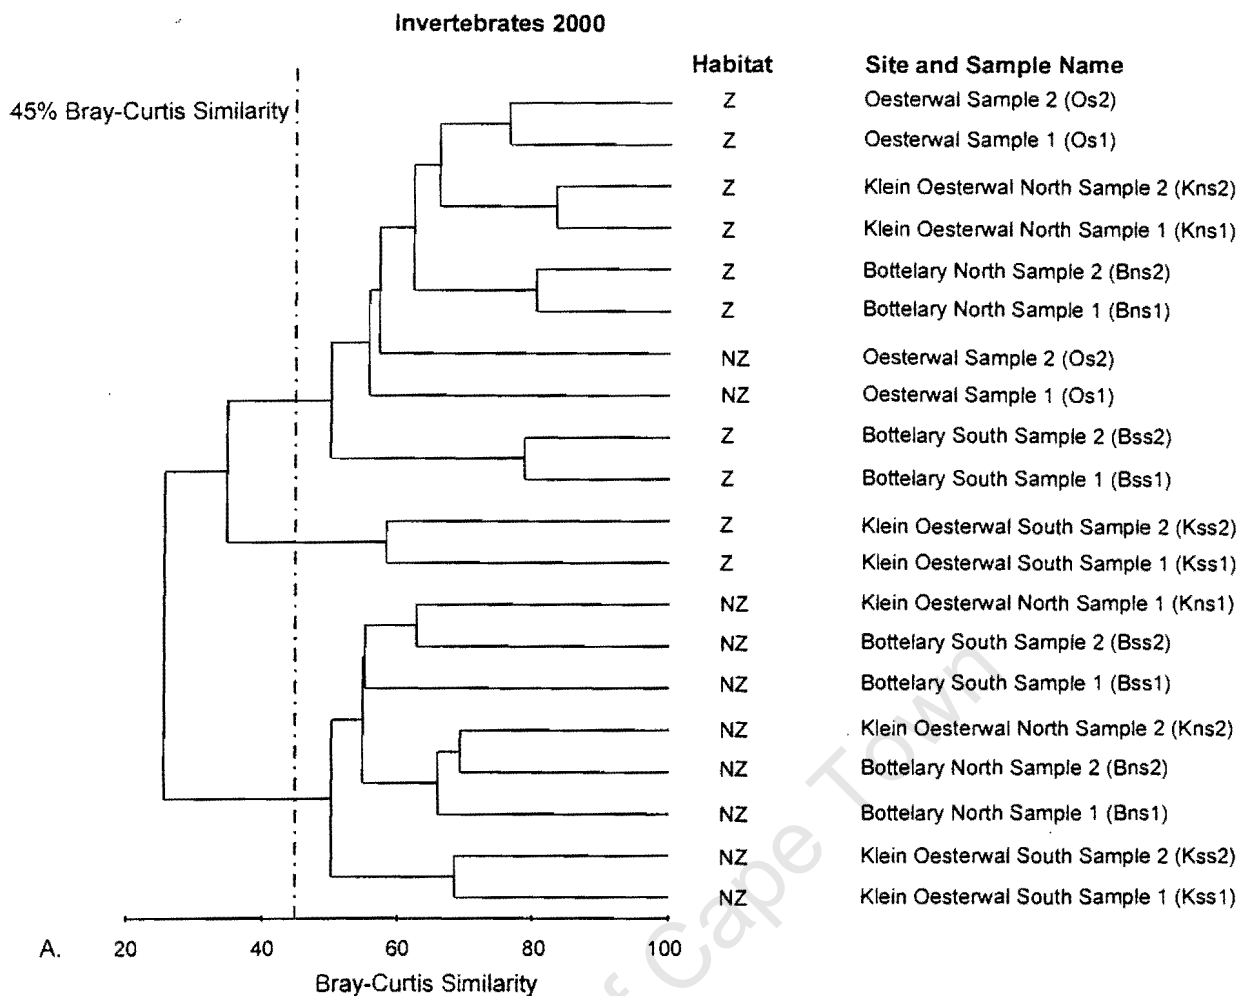 Invertebrates 2000
Habitat Site and Sample Name
45% Bray-Curtis Similarity
Z Oesterwal Sample 2 (Os2)
Z Oesterwal Sample 1 (Os1)
Z Klein Oesterwal North Sample 2 (Kns2)
Z Klein Oesterwal North Sample 1 (Kns1)
Z Bottelary North Sample 2 (Bns2)
Z Bottelary North Sample 1 (Bns1)
NZ Oesterwal Sample 2 (Os2)
NZ Oesterwal Sample 1 (Os1)
Z Bottelary South Sample 2 (Bss2)
Z Bottelary South Sample 1 (Bss1)
Z Klein Oesterwal South Sample 2 (Kss2)
Z Klein Oesterwal South Sample 1 (Kss1)
NZ Klein Oesterwal North Sample 1 (Kns1)
NZ Bottelary South Sample 2 (Bss2)
NZ Bottelary South Sample 1 (Bss1)
NZ Klein Oesterwal North Sample 2 (Kns2)
NZ Bottelary North Sample 2 (Bns2)
NZ Bottelary North Sample 1 (Bns1)
NZ Klein Oesterwal South Sample 2 (Kss2)
NZ Klein Oesterwal South Sample 1 (Kss1)
A. 20 40 60 80 100
Bray-Curtis Similarity
of Cape Town